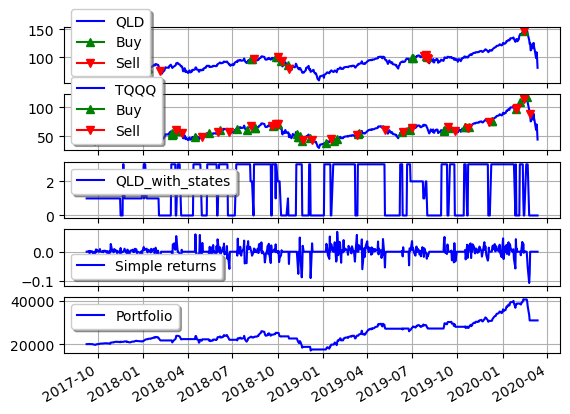 QLD
Buy
Sell
150
100
TQQQ
Buy
Sell
100
50
QLD_with_states
2
0
Simple returns
0.0
−0.1
Portfolio
40000
20000
2017-10
2018-01
2018-04
2018-07
2018-10
2019-01
2019-04
2019-07
2019-10
2020-01
2020-04